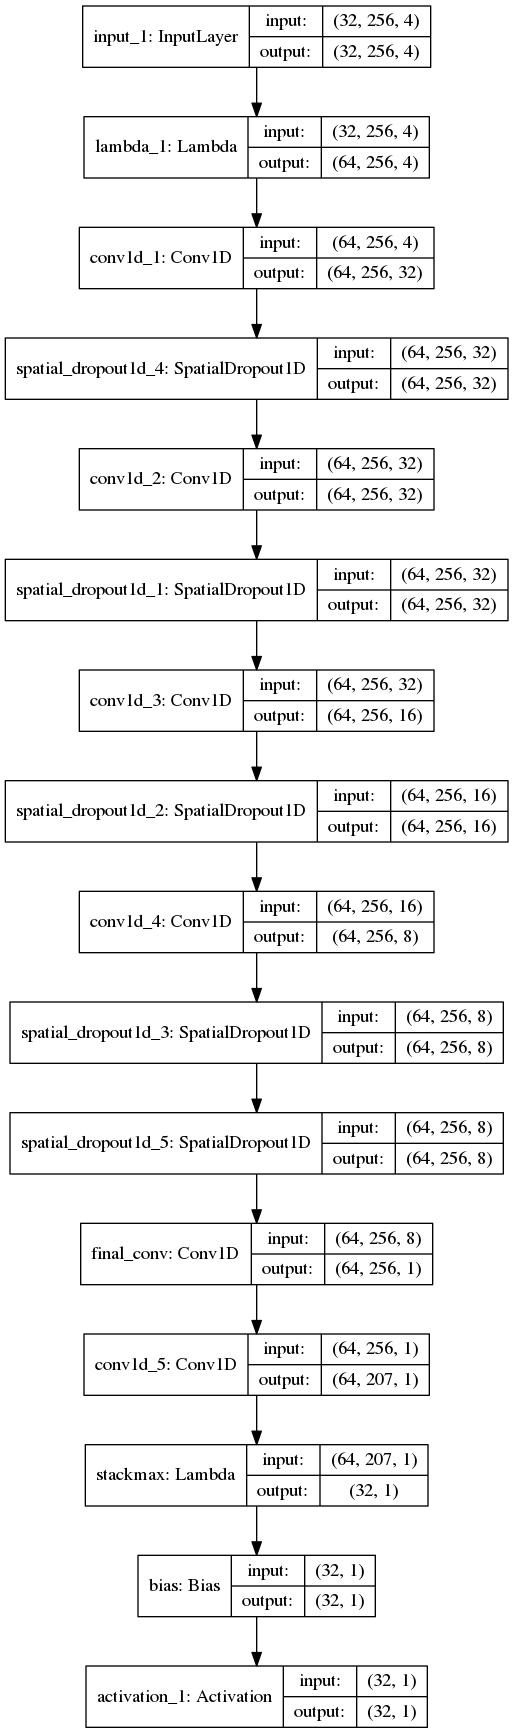 input_1: InputLayer
input: (32, 256, 4)
output: (32, 256, 4)
lambda_1: Lambda
input: (32, 256, 4)
output: (64, 256, 4)
conv1d_1: Conv1D
input: (64, 256, 4)
output: (64, 256, 32)
spatial_dropout1d_4: SpatialDropout1D
input: (64, 256, 32)
output: (64, 256, 32)
conv1d_2: Conv1D
input: (64, 256, 32)
output: (64, 256, 32)
spatial_dropout1d_1: SpatialDropout1D
input: (64, 256, 32)
output: (64, 256, 32)
conv1d_3: Conv1D
input: (64, 256, 32)
output: (64, 256, 16)
spatial_dropout1d_2: SpatialDropout1D
input: (64, 256, 16)
output: (64, 256, 16)
conv1d_4: Conv1D
input: (64, 256, 16)
output: (64, 256, 8)
spatial_dropout1d_3: SpatialDropout1D
input: (64, 256, 8)
output: (64, 256, 8)
spatial_dropout1d_5: SpatialDropout1D
input: (64, 256, 8)
output: (64, 256, 8)
final_conv: Conv1D
input: (64, 256, 8)
output: (64, 256, 1)
conv1d_5: Conv1D
input: (64, 256, 1)
output: (64, 207, 1)
stackmax: Lambda
input: (64, 207, 1)
output: (32, 1)
bias: Bias
input: (32, 1)
output: (32, 1)
activation_1: Activation
input: (32, 1)
output: (32, 1)